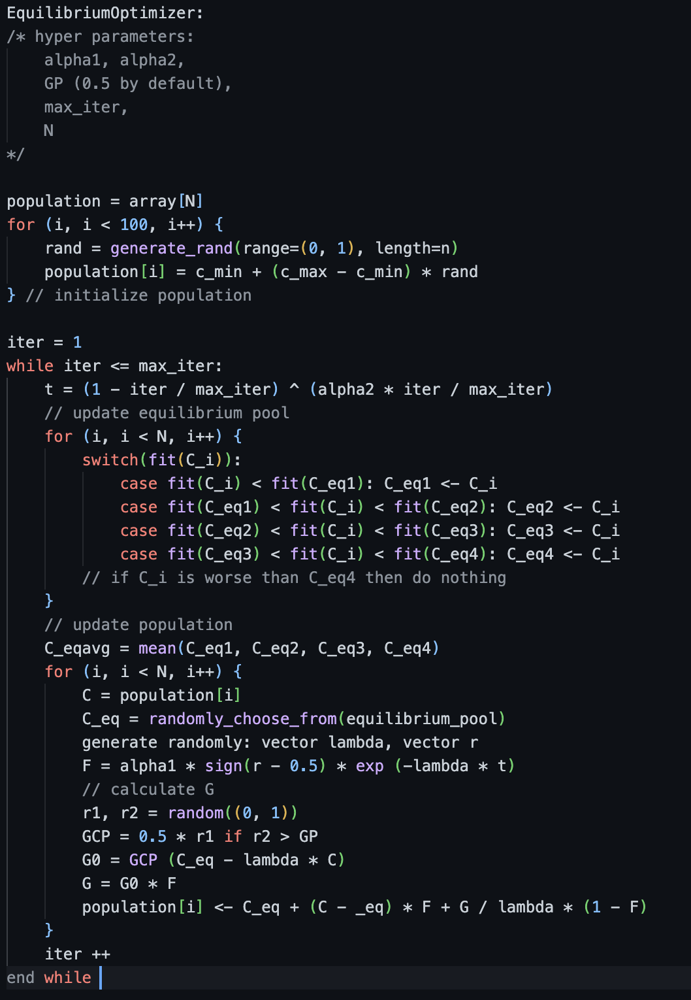 EquilibriumOptimizer:
/* hyper parameters:
    alpha1, alpha2,
    GP (0.5 by default),
    max_iter,
    N
*/

population = array[N]
for (i, i < 100, i++) {
    rand = generate_rand(range=(0, 1), length=n)
    population[i] = c_min + (c_max - c_min) * rand
} // initialize population

iter = 1
while iter <= max_iter:
    t = (1 - iter / max_iter) ^ (alpha2 * iter / max_iter)
    // update equilibrium pool
    for (i, i < N, i++) {
        switch(fit(C_i)):
            case fit(C_i) < fit(C_eq1): C_eq1 <- C_i
            case fit(C_eq1) < fit(C_i) < fit(C_eq2): C_eq2 <- C_i
            case fit(C_eq2) < fit(C_i) < fit(C_eq3): C_eq3 <- C_i
            case fit(C_eq3) < fit(C_i) < fit(C_eq4): C_eq4 <- C_i
        // if C_i is worse than C_eq4 then do nothing
    }
    // update population
    C_eqavg = mean(C_eq1, C_eq2, C_eq3, C_eq4)
    for (i, i < N, i++) {
        C = population[i]
        C_eq = randomly_choose_from(equilibrium_pool)
        generate randomly: vector lambda, vector r
        F = alpha1 * sign(r - 0.5) * exp (-lambda * t)
        // calculate G
        r1, r2 = random((0, 1))
        GCP = 0.5 * r1 if r2 > GP
        G0 = GCP (C_eq - lambda * C)
        G = G0 * F
        population[i] <- C_eq + (C - _eq) * F + G / lambda * (1 - F)
    }
    iter ++
end while